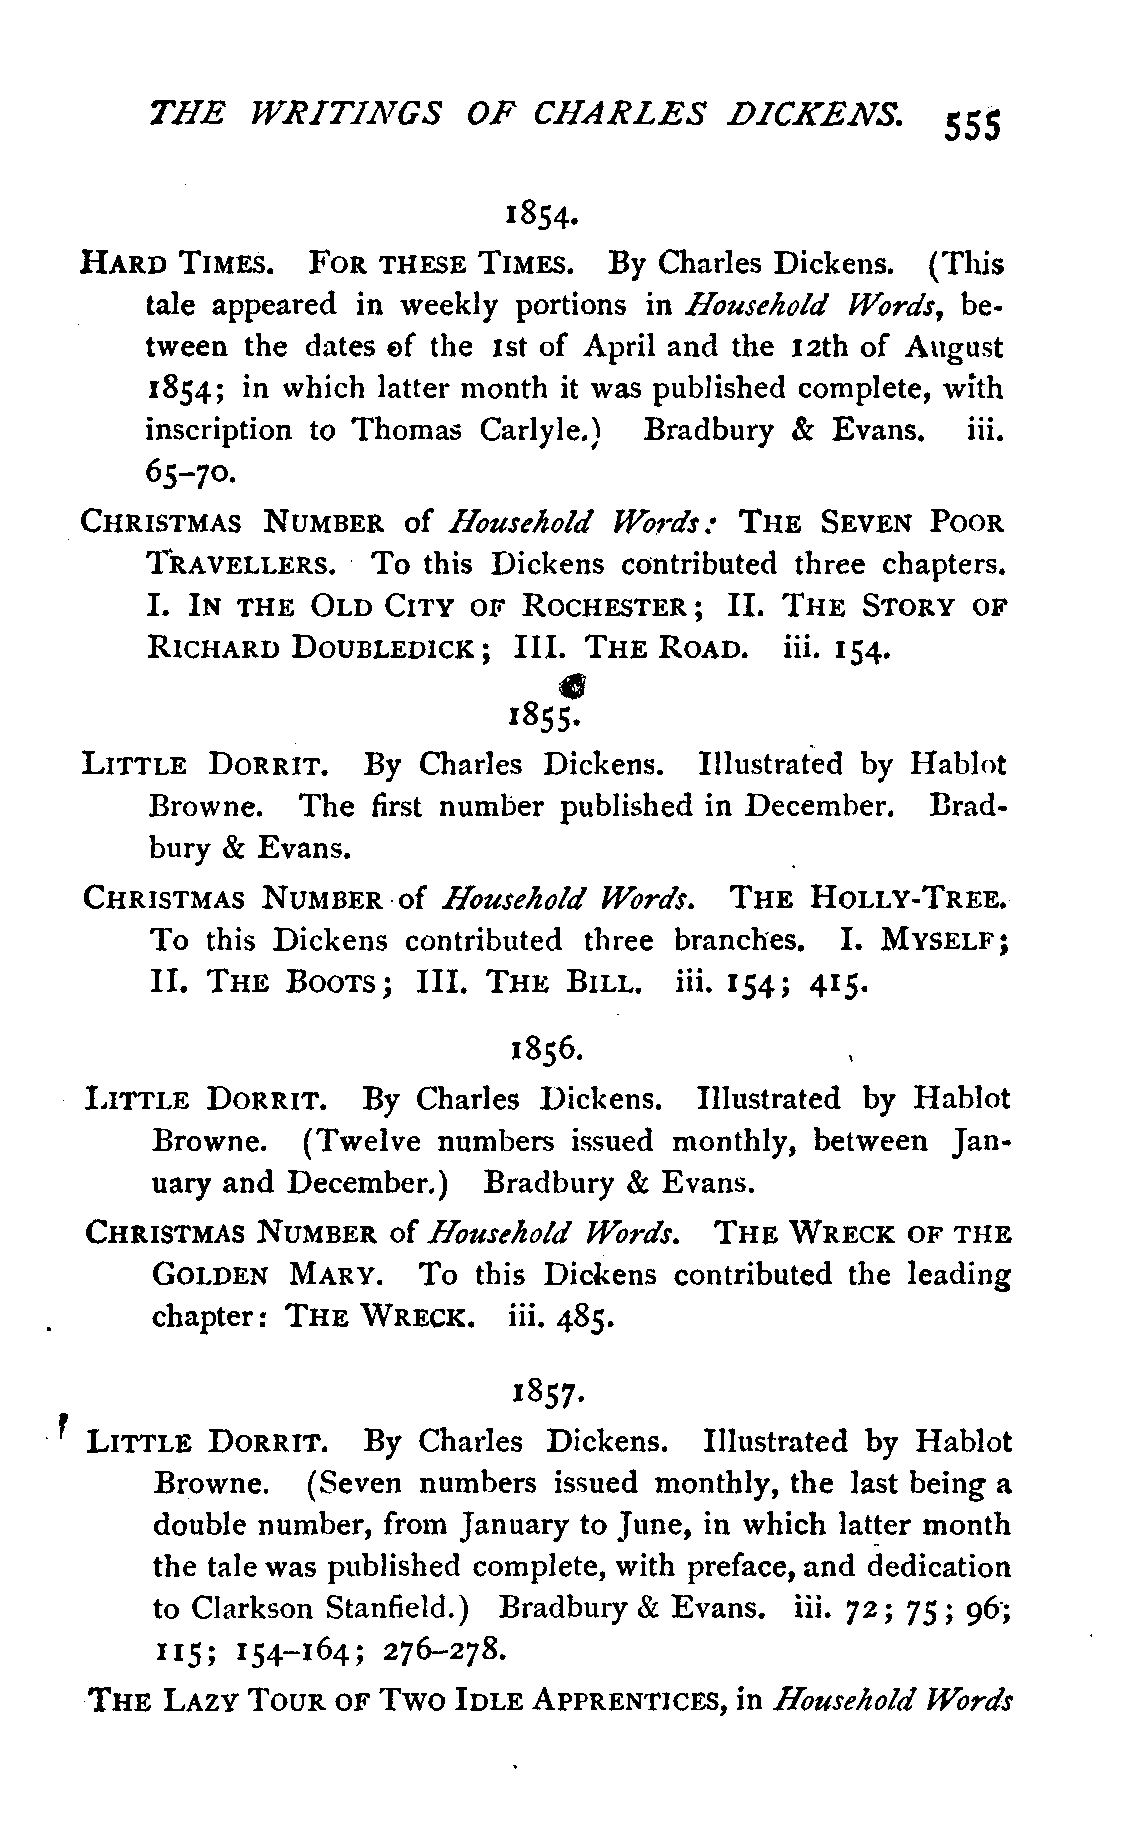 THE WRITINGS OF CHARLES DICKENS. 555
1854.
HARD TIMES. FOR THESE TIMES. By Charles Dickens. (This
tale appeared in weekly portions in Household Words, be-
tween the dates of the 1st of April and the 12th of August
1854; in which latter month it was published complete, with
inscription to Thomas Carlyle.) Bradbury & Evans. iii.
65–70.
CHRISTMAS NUMBER of Household Words: THE SEVEN POOR
TRAVELLERS. To this Dickens contributed three chapters.
I. IN THE OLD CITY OF ROCHESTER; II. THE STORY OF
RICHARD DOUBLEDICK; III. THE ROAD. iii. 154.
1855.
LITTLE DORRIT. By Charles Dickens. Illustrated by Hablot
Browne. The first number published in December. Brad-
bury & Evans.
CHRISTMAS NUMBER of Household Words. THE HOLLY-TREE.
To this Dickens contributed three branches. I. MYSELF;
II. THE BOOTS; III. THE BILL. iii. 154; 415.
1856.
LITTLE DORRIT. By Charles Dickens. Illustrated by Hablot
Browne. (Twelve numbers issued monthly, between Jan-
uary and December.) Bradbury & Evans.
CHRISTMAS NUMBER of Household Words. THE WRECK OF THE
GOLDEN MARY. To this Dickens contributed the leading
chapter: THE WRECK. iii. 485.
1857.
LITTLE DORRIT. By Charles Dickens. Illustrated by Hablot
Browne. (Seven numbers issued monthly, the last being a
double number, from January to June, in which latter month
the tale was published complete, with preface, and dedication
to Clarkson Stanfield.) Bradbury & Evans. iii. 72; 75; 96;
115; 154–164; 276–278.
THE LAZY TOUR OF TWO IDLE APPRENTICES, in Household Words